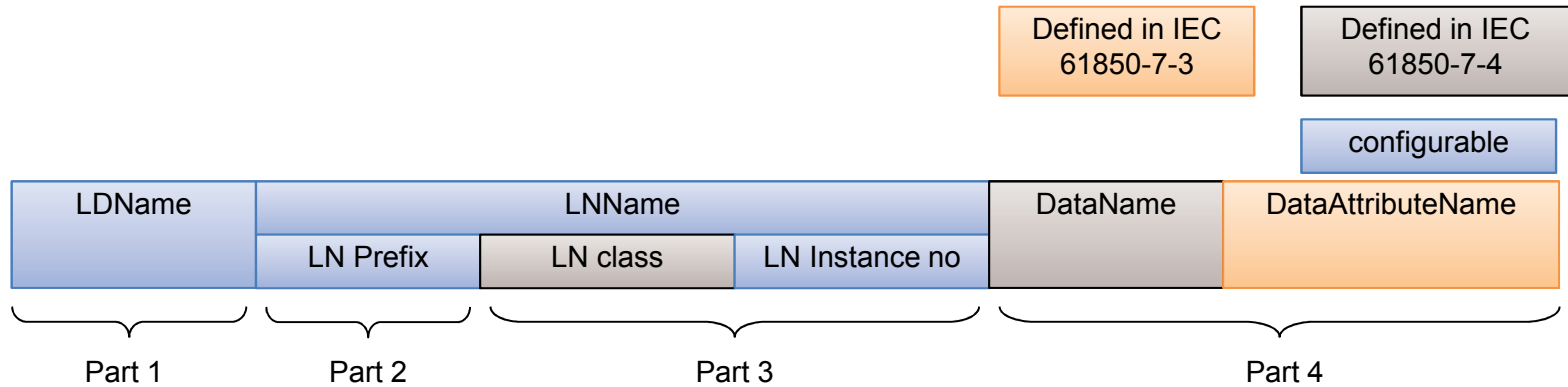 Defined in IEC
61850-7-3
Defined in IEC
61850-7-4
configurable
LDName
LNName
DataName
DataAttributeName
LN Prefix
LN class
LN Instance no
Part 1
Part 2
Part 3
Part 4